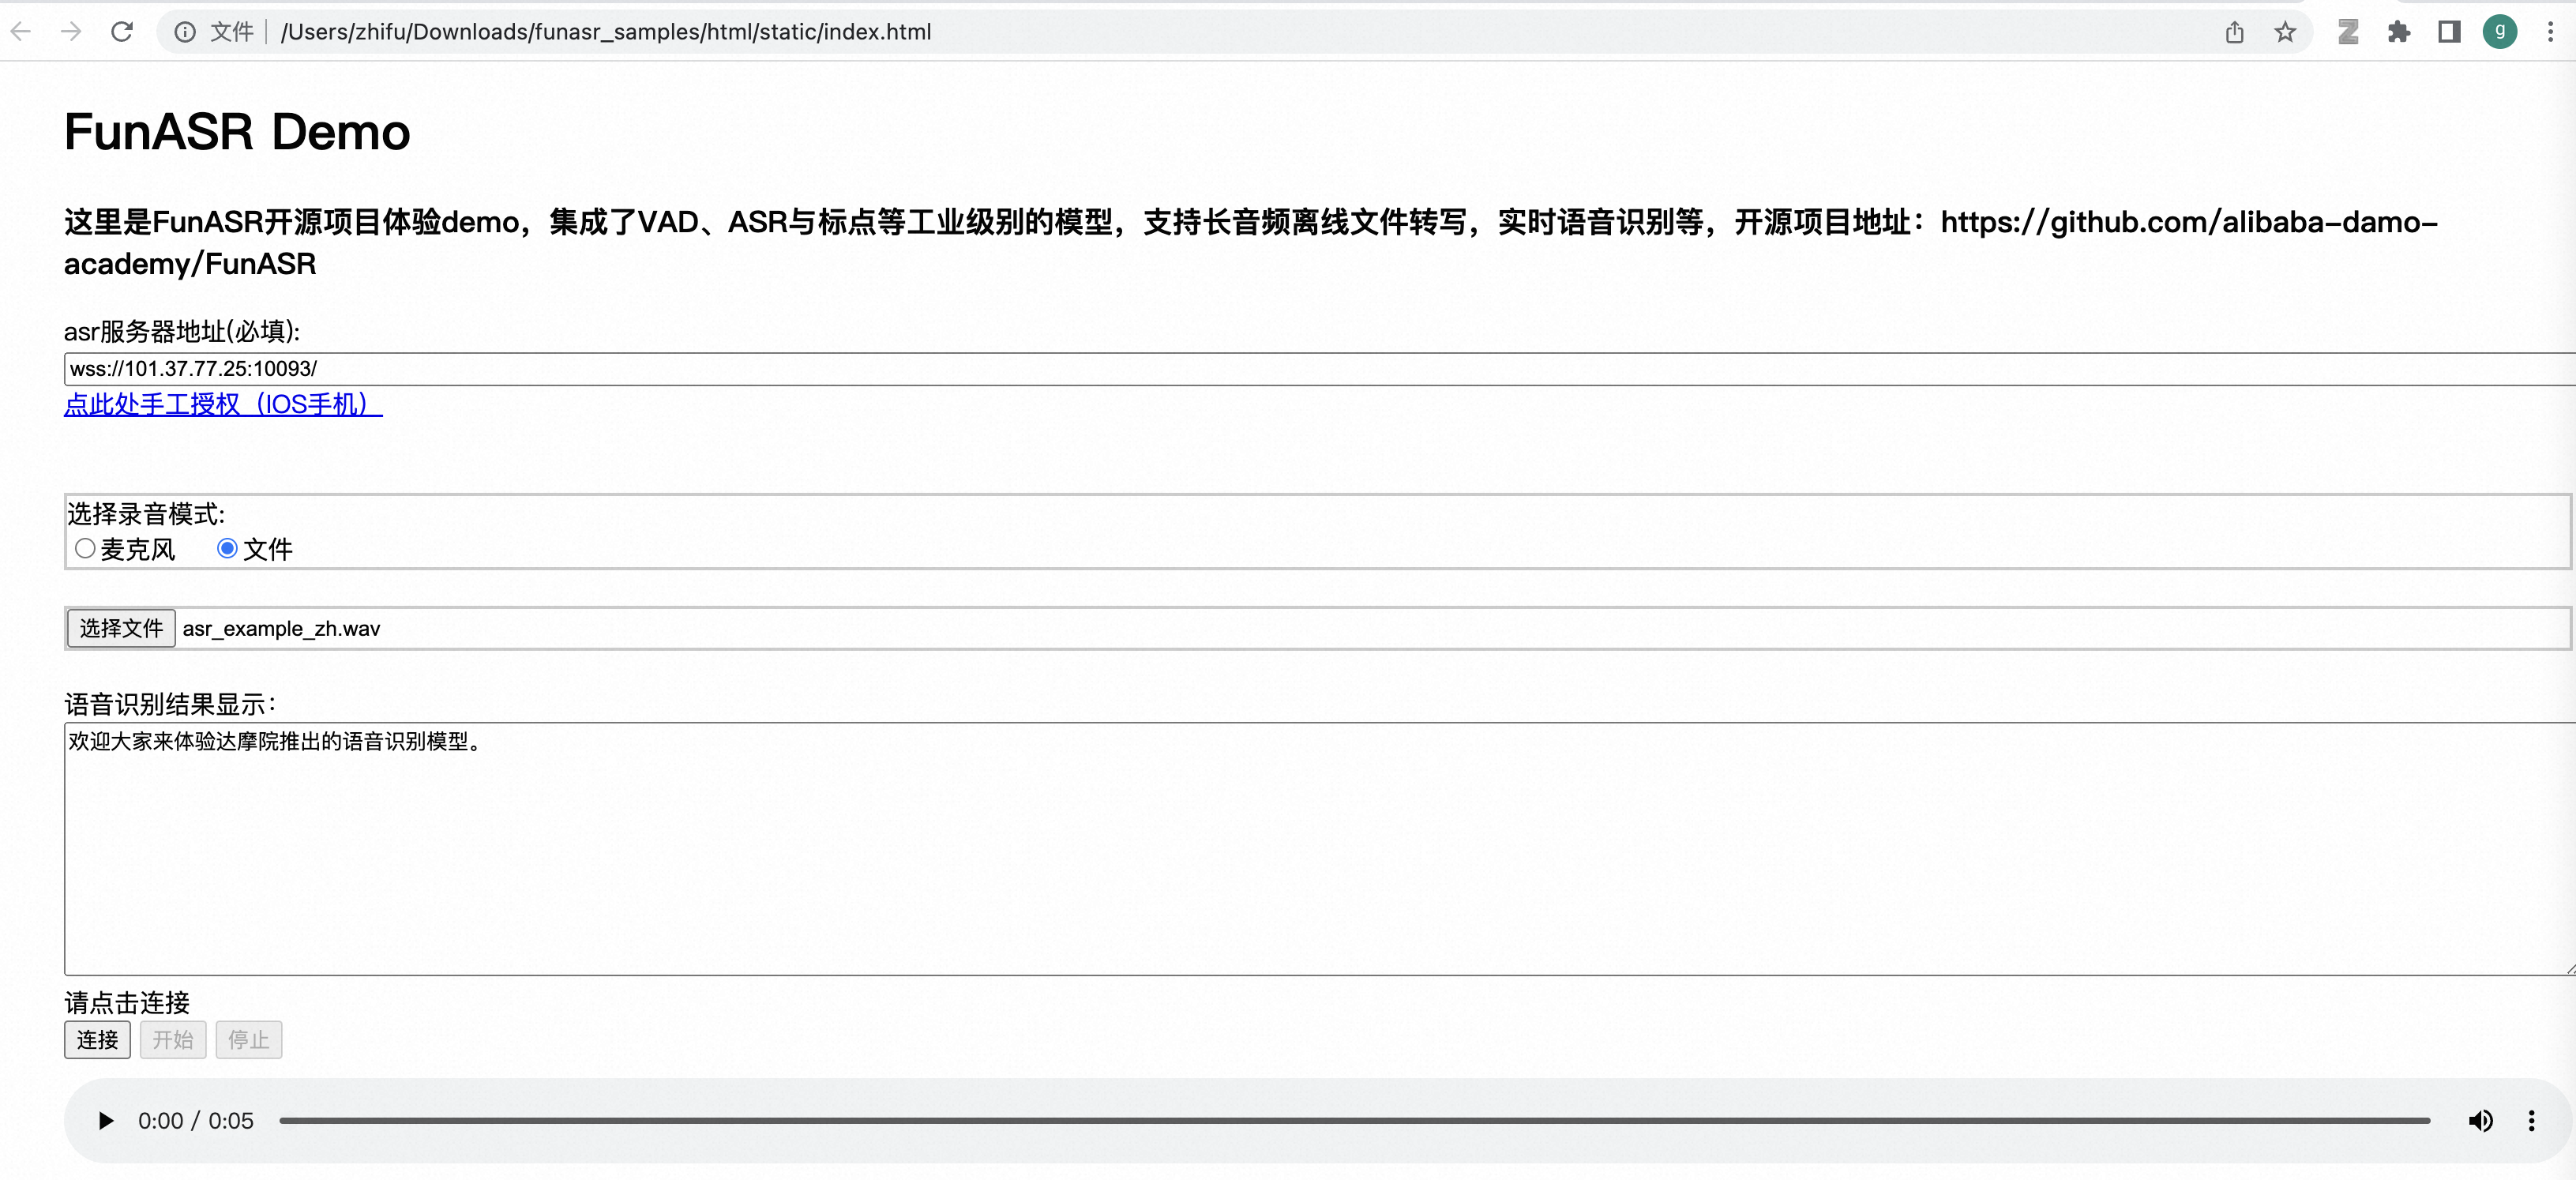 文件 /Users/zhifu/Downloads/funasr_samples/html/static/index.html
g
FunASR Demo
这里是FunASR开源项目体验demo，集成了VAD、ASR与标点等工业级别的模型，支持长音频离线文件转写，实时语音识别等，开源项目地址：https://github.com/alibaba-damo-
academy/FunASR
asr服务器地址(必填):
wss://101.37.77.25:10093/
点此处手工授权（IOS手机）
选择录音模式:
麦克风 文件
选择文件 asr_example_zh.wav
语音识别结果显示：
欢迎大家来体验达摩院推出的语音识别模型。
请点击连接
连接 开始 停止
0:00 / 0:05